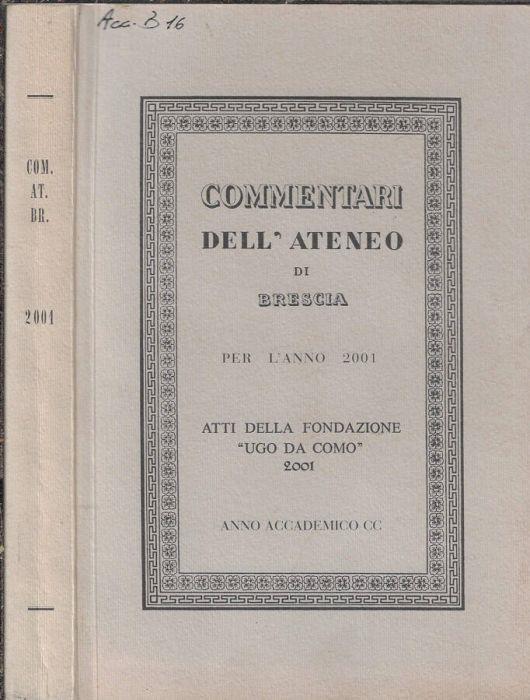 Acc. B 16
COM.
AT.
BR.
2001
COMMENTARI
DELL'ATENEO
DI
BRESCIA
PER L'ANNO 2001
ATTI DELLA FONDAZIONE
"UGO DA COMO"
2001
ANNO ACCADEMICO CC